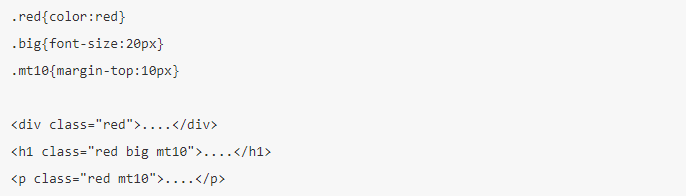 .red{color:red}
.big{font-size:20px}
.mt10{margin-top:10px}
<div class="red">....</div>
<h1 class="red big mt10">....</h1>
<p class="red mt10">....</p>